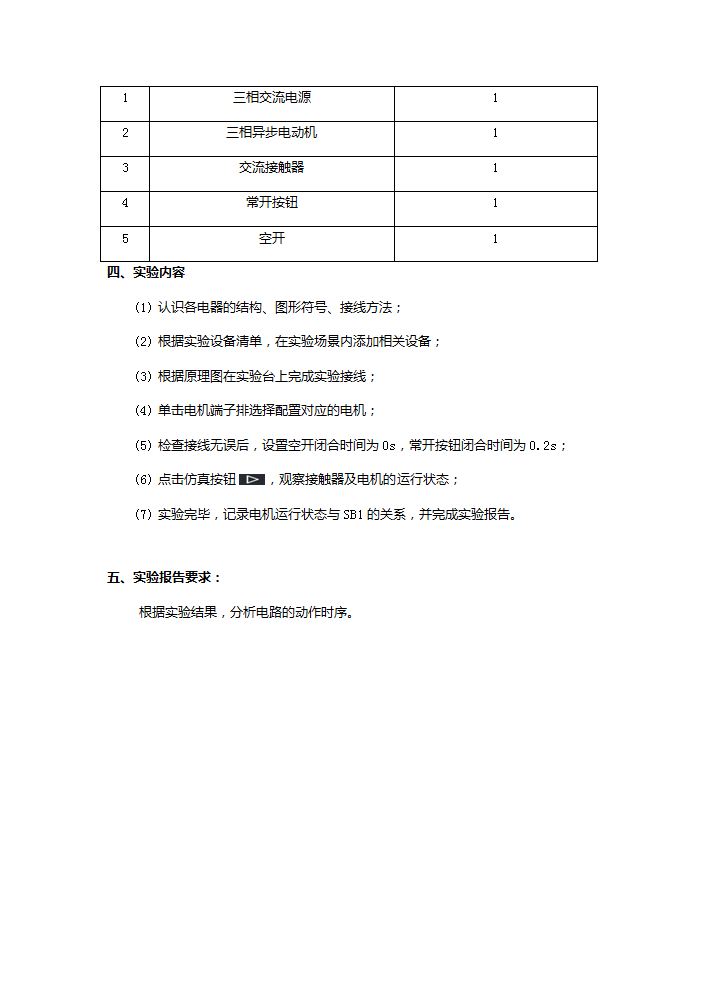 1 三相交流电源 1
2 三相异步电动机 1
3 交流接触器 1
4 常开按钮 1
5 空开 1
四、实验内容
(1) 认识各电器的结构、图形符号、接线方法；
(2) 根据实验设备清单，在实验场景内添加相关设备；
(3) 根据原理图在实验台上完成实验接线；
(4) 单击电机端子排选择配置对应的电机；
(5) 检查接线无误后，设置空开闭合时间为0s，常开按钮闭合时间为0.2s；
(6) 点击仿真按钮，观察接触器及电机的运行状态；
(7) 实验完毕，记录电机运行状态与SB1的关系，并完成实验报告。
五、实验报告要求：
根据实验结果，分析电路的动作时序。